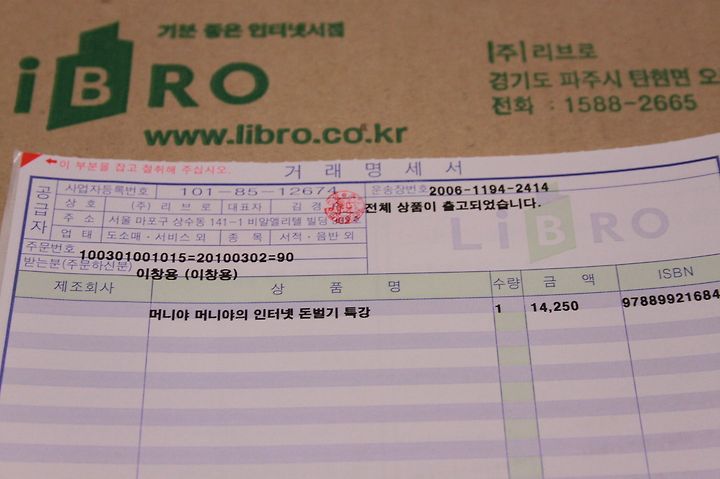 기분 좋은 인터넷서점
iBRO
www.libro.co.kr
[주] 리브로
경기도 파주시 탄현면 오
전화 : 1588-2665
이 부분을 잡고 절취해 주십시오.
거 래 명 세 서
공급자
사업자등록번호 101-85-12674
상 호 (주) 리 브 로 대표자 김 경
주 소 서울 마포구 상수동 141-1 비알엘리텔 빌딩
업 태 도소매·서비스 외 종 목 서적·음반 외
운송장번호 2006-1194-2414
전체 상품이 출고되었습니다.
LiBRO
주문번호 100301001015=20100302=90
받는분(주문하신분) 이창용 (이창용)
제조회사 상 품 명 수량 금 액 ISBN
머니야 머니야의 인터넷 돈벌기 특강 1 14,250 97889921684